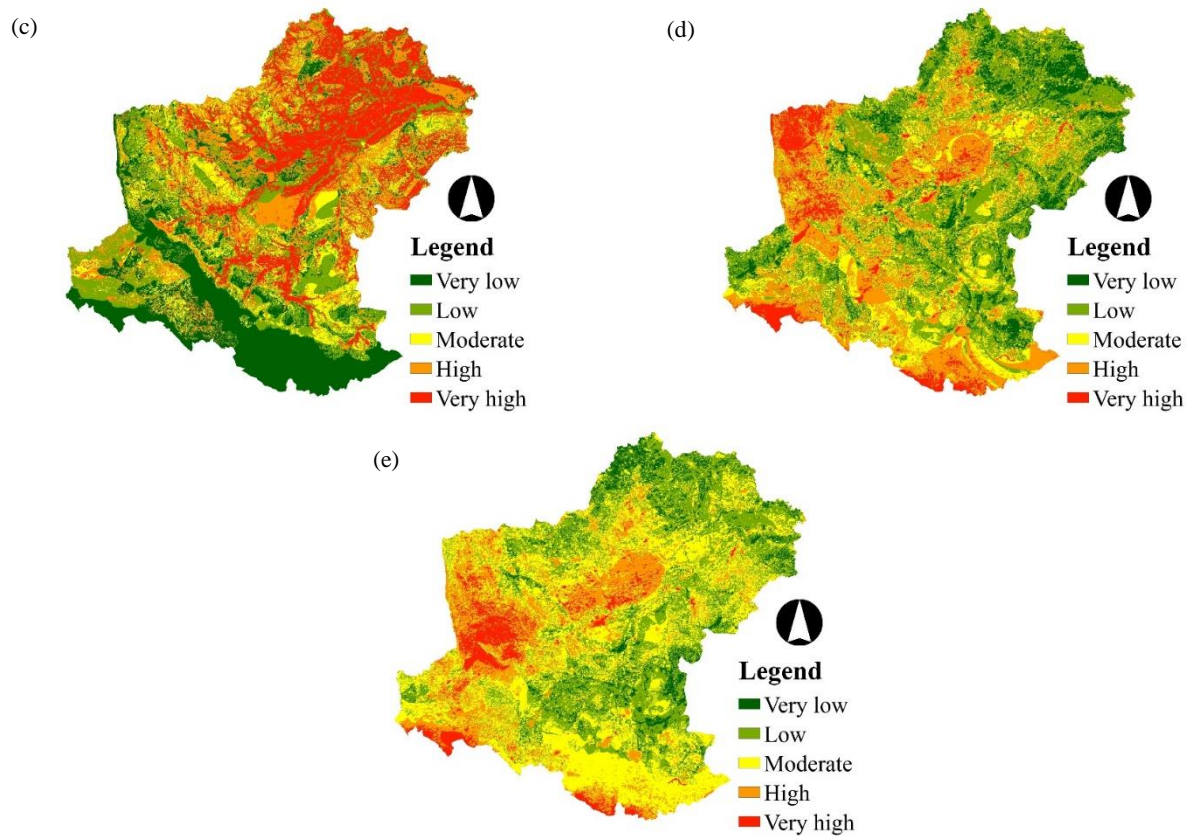 (c)
Legend
Very low
Low
Moderate
High
Very high
(d)
Legend
Very low
Low
Moderate
High
Very high
(e)
Legend
Very low
Low
Moderate
High
Very high